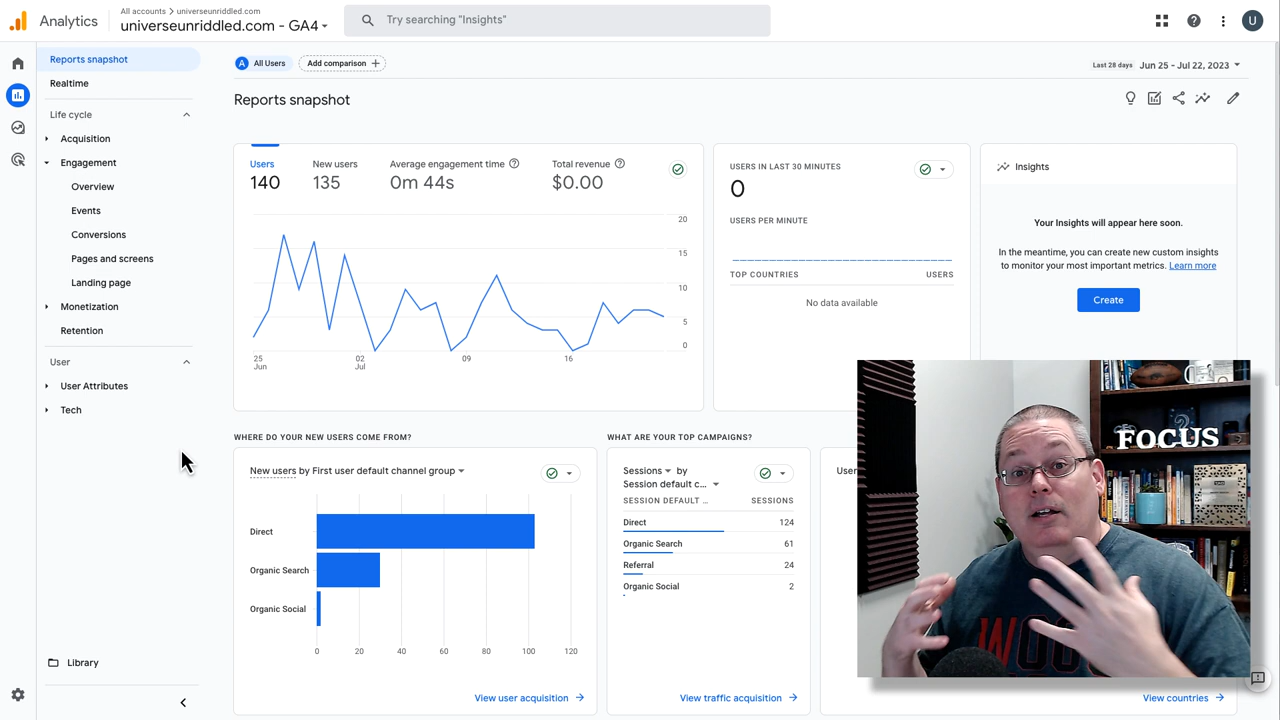 Analytics
All accounts > universeunriddled.com
universeunriddled.com - GA4
Try searching "Insights"
U
Reports snapshot
Realtime
Life cycle
Acquisition
Engagement
Overview
Events
Conversions
Pages and screens
Landing page
Monetization
Retention
User
User Attributes
Tech
Library
A All Users
Add comparison +
Last 28 days Jun 25 - Jul 22, 2023
Reports snapshot
Users
140
New users
135
Average engagement time
0m 44s
Total revenue
$0.00
20
15
10
5
0
25
Jun
02
Jul
09
16
USERS IN LAST 30 MINUTES
0
USERS PER MINUTE
TOP COUNTRIES USERS
No data available
Insights
Your Insights will appear here soon.
In the meantime, you can create new custom insights
to monitor your most important metrics. Learn more
Create
WHERE DO YOUR NEW USERS COME FROM?
New users by First user default channel group
Direct
Organic Search
Organic Social
0 20 40 60 80 100 120
View user acquisition
WHAT ARE YOUR TOP CAMPAIGNS?
Sessions by
Session default c...
SESSION DEFAULT ... SESSIONS
Direct 124
Organic Search 61
Referral 24
Organic Social 2
View traffic acquisition
User
View countries
FOCUS